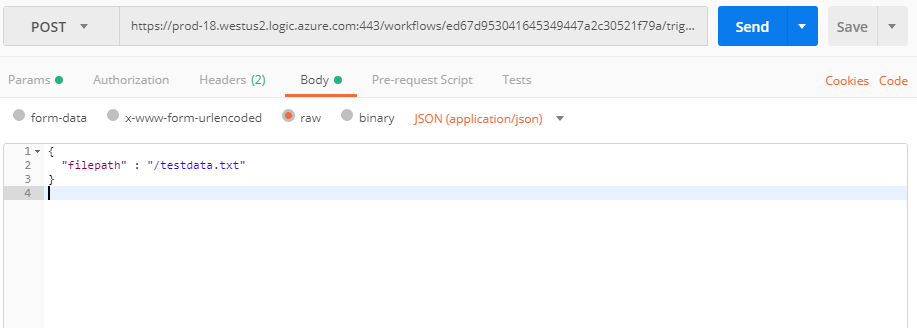 POST https://prod-18.westus2.logic.azure.com:443/workflows/ed67d953041645349447a2c30521f79a/trig... Send Save
Params Authorization Headers (2) Body Pre-request Script Tests Cookies Code
form-data x-www-form-urlencoded raw binary JSON (application/json)
1 {
2 "filepath" : "/testdata.txt"
3 }
4